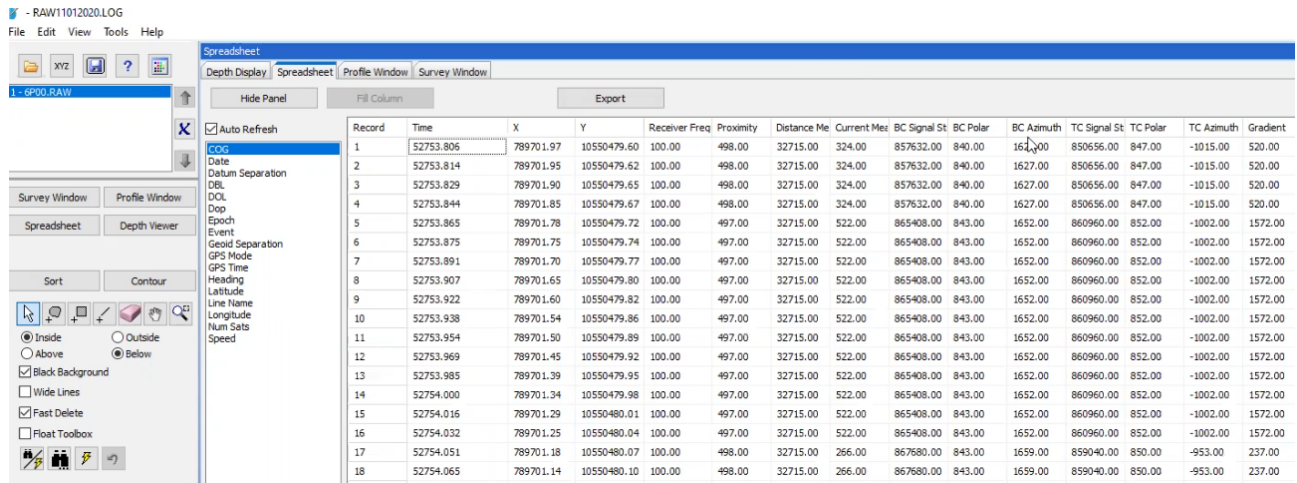 - RAW11012020.LOG
File Edit View Tools Help
XYZ ?
1 - 6P00.RAW
X
Survey Window Profile Window
Spreadsheet Depth Viewer
Sort Contour
Inside Outside
Above Below
Black Background
Wide Lines
Fast Delete
Float Toolbox
Spreadsheet
Depth Display Spreadsheet Profile Window Survey Window
Hide Panel Fill Column Export
Auto Refresh
COG
Date
Datum Separation
DBL
DOL
Dop
Epoch
Event
Geoid Separation
GPS Mode
GPS Time
Heading
Latitude
Line Name
Longitude
Num Sats
Speed
Record Time X Y Receiver Freq Proximity Distance Me Current Mea BC Signal St BC Polar BC Azimuth TC Signal St TC Polar TC Azimuth Gradient
1 52753.806 789701.97 10550479.60 100.00 498.00 32715.00 324.00 857632.00 840.00 850656.00 847.00 -1015.00 520.00
2 52753.814 789701.95 10550479.62 100.00 498.00 32715.00 324.00 857632.00 840.00 1627.00 850656.00 847.00 -1015.00 520.00
3 52753.829 789701.90 10550479.65 100.00 498.00 32715.00 324.00 857632.00 840.00 1627.00 850656.00 847.00 -1015.00 520.00
4 52753.844 789701.85 10550479.67 100.00 498.00 32715.00 324.00 857632.00 840.00 1627.00 850656.00 847.00 -1015.00 520.00
5 52753.865 789701.78 10550479.72 100.00 497.00 32715.00 522.00 865408.00 843.00 1652.00 860960.00 852.00 -1002.00 1572.00
6 52753.875 789701.75 10550479.74 100.00 497.00 32715.00 522.00 865408.00 843.00 1652.00 860960.00 852.00 -1002.00 1572.00
7 52753.891 789701.70 10550479.77 100.00 497.00 32715.00 522.00 865408.00 843.00 1652.00 860960.00 852.00 -1002.00 1572.00
8 52753.907 789701.65 10550479.80 100.00 497.00 32715.00 522.00 865408.00 843.00 1652.00 860960.00 852.00 -1002.00 1572.00
9 52753.922 789701.60 10550479.82 100.00 497.00 32715.00 522.00 865408.00 843.00 1652.00 860960.00 852.00 -1002.00 1572.00
10 52753.938 789701.54 10550479.86 100.00 497.00 32715.00 522.00 865408.00 843.00 1652.00 860960.00 852.00 -1002.00 1572.00
11 52753.954 789701.50 10550479.89 100.00 497.00 32715.00 522.00 865408.00 843.00 1652.00 860960.00 852.00 -1002.00 1572.00
12 52753.969 789701.45 10550479.92 100.00 497.00 32715.00 522.00 865408.00 843.00 1652.00 860960.00 852.00 -1002.00 1572.00
13 52753.985 789701.39 10550479.95 100.00 497.00 32715.00 522.00 865408.00 843.00 1652.00 860960.00 852.00 -1002.00 1572.00
14 52754.000 789701.34 10550479.98 100.00 497.00 32715.00 522.00 865408.00 843.00 1652.00 860960.00 852.00 -1002.00 1572.00
15 52754.016 789701.29 10550480.01 100.00 497.00 32715.00 522.00 865408.00 843.00 1652.00 860960.00 852.00 -1002.00 1572.00
16 52754.032 789701.25 10550480.04 100.00 497.00 32715.00 522.00 865408.00 843.00 1652.00 860960.00 852.00 -1002.00 1572.00
17 52754.051 789701.18 10550480.07 100.00 498.00 32715.00 266.00 867680.00 843.00 1659.00 859040.00 850.00 -953.00 237.00
18 52754.065 789701.14 10550480.10 100.00 498.00 32715.00 266.00 867680.00 843.00 1659.00 859040.00 850.00 -953.00 237.00